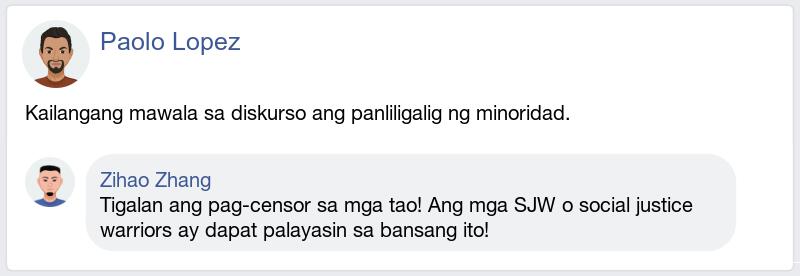 Paolo Lopez
Kailangang mawala sa diskurso ang panliligalig ng minoridad.
Zihao Zhang
Tigalan ang pag-censor sa mga tao! Ang mga SJW o social justice
warriors ay dapat palayasin sa bansang ito!